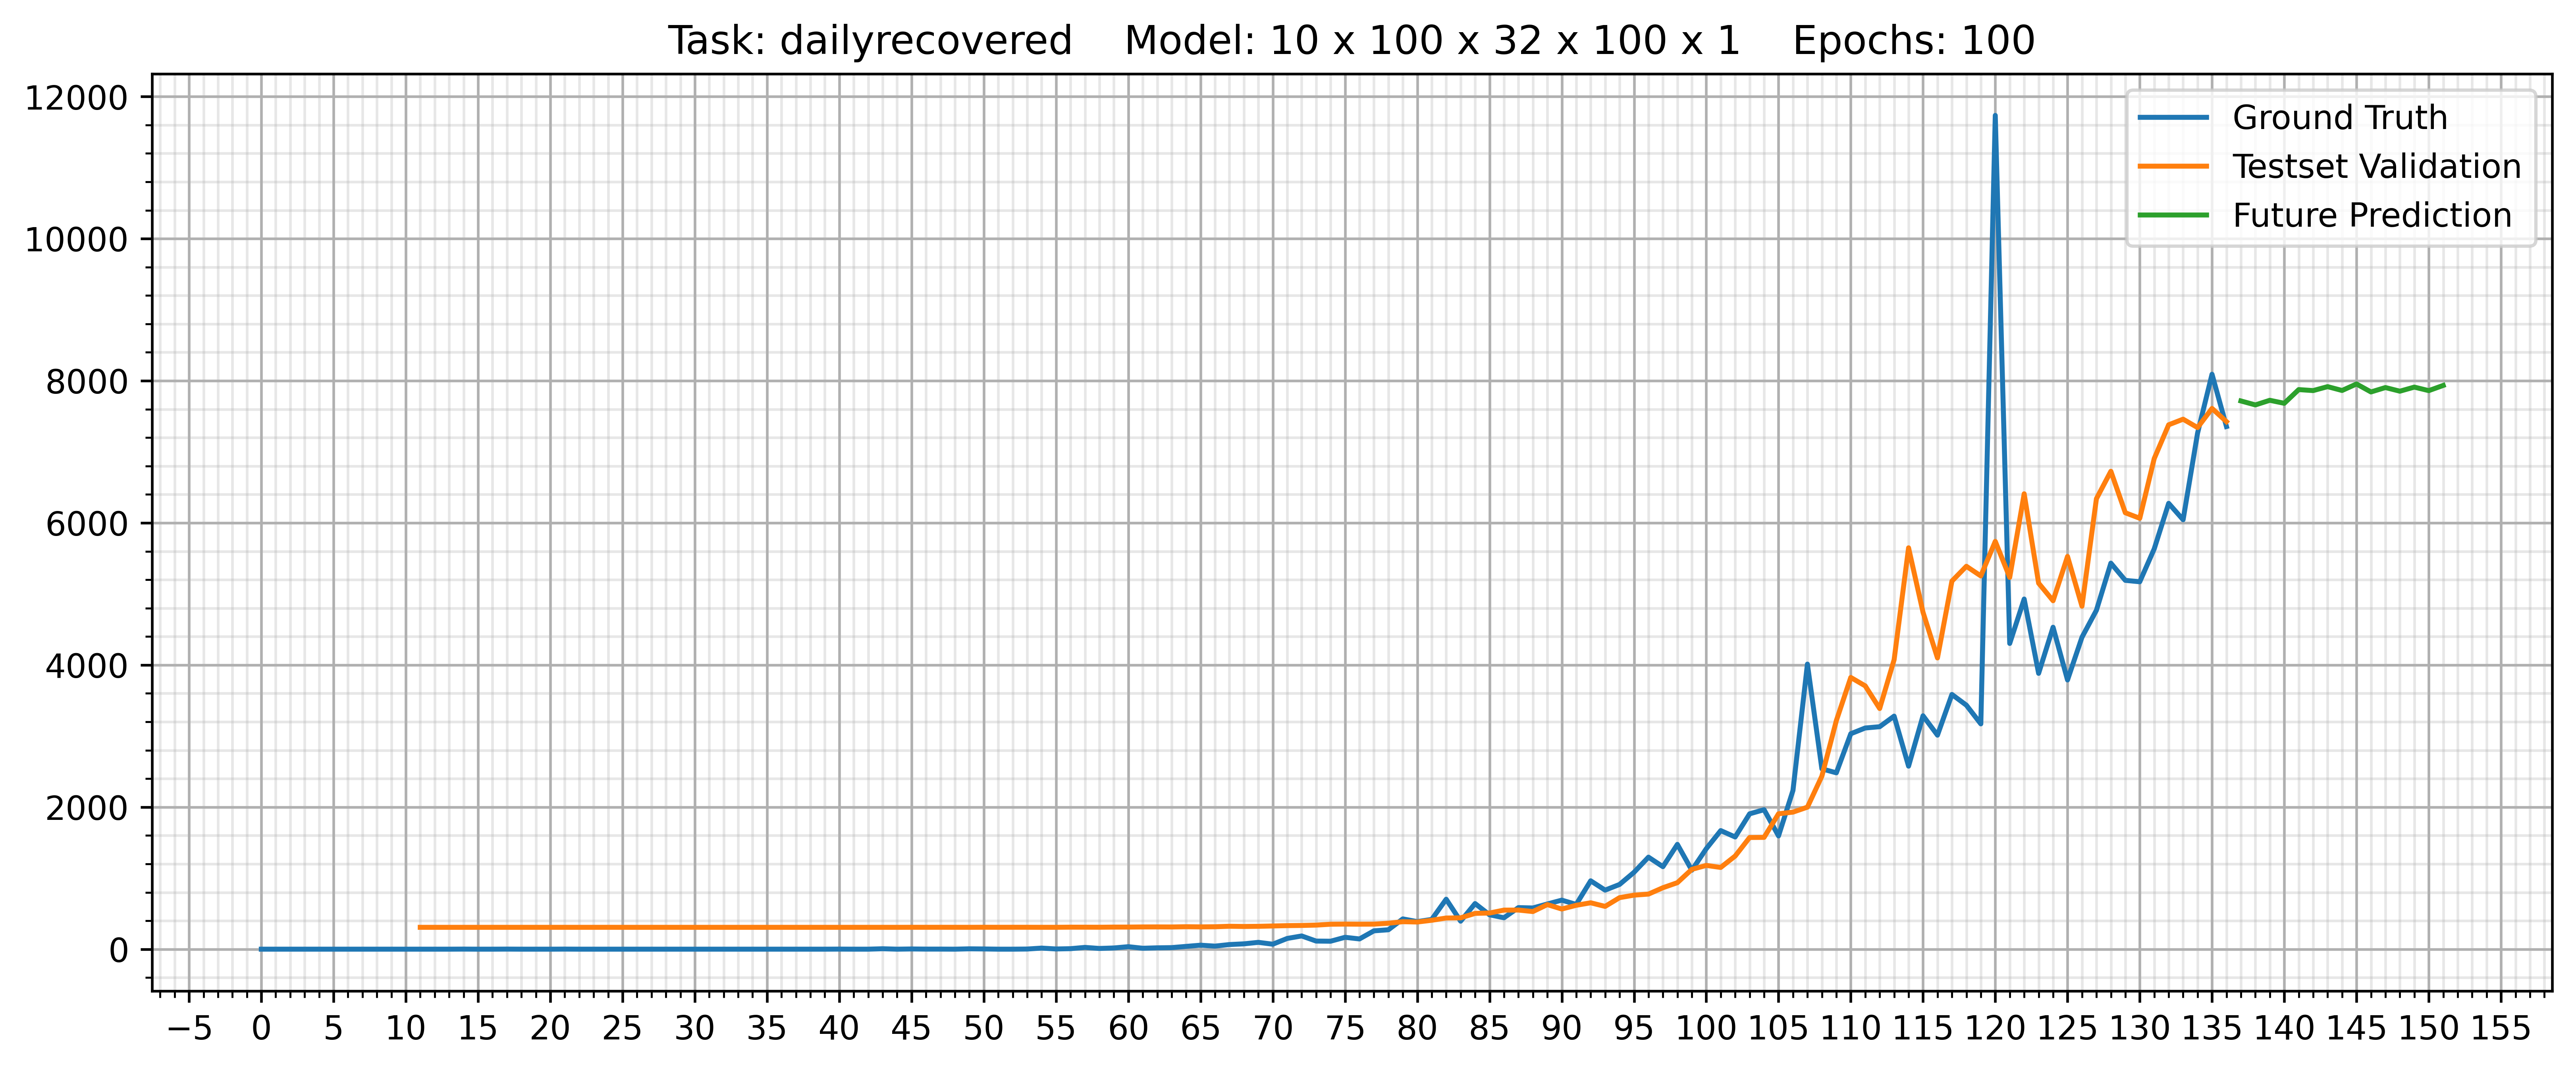 Task: dailyrecovered    Model: 10 x 100 x 32 x 100 x 1    Epochs: 100
12000
10000
8000
6000
4000
2000
0
Ground Truth
Testset Validation
Future Prediction
−5 0 5 10 15 20 25 30 35 40 45 50 55 60 65 70 75 80 85 90 95 100 105 110 115 120 125 130 135 140 145 150 155